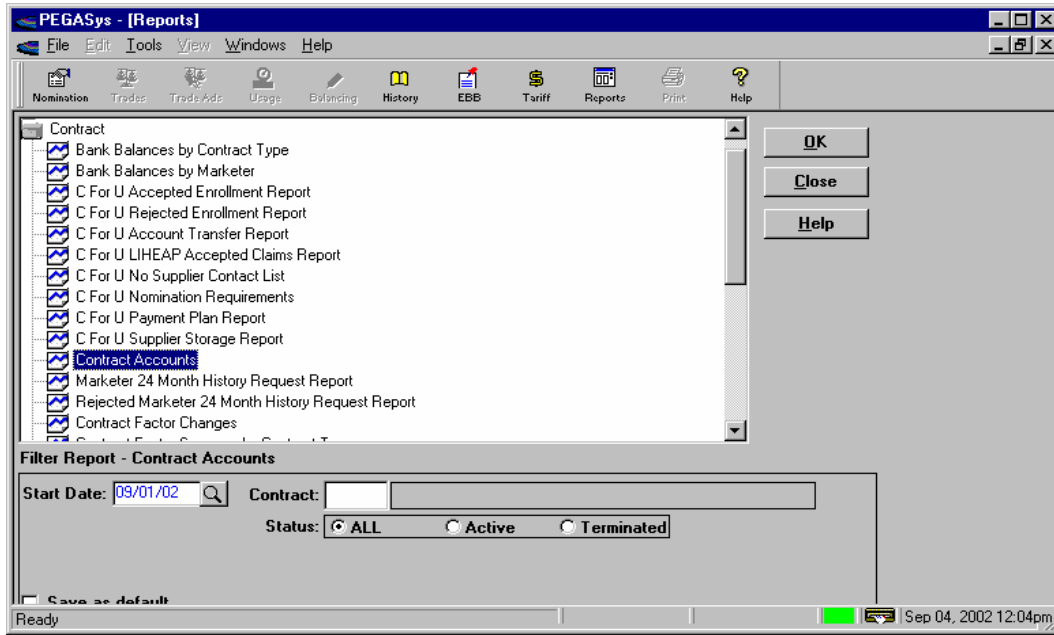 PEGASys - [Reports]
File Edit Tools View Windows Help
Nomination Trades Trade Ads Usage Balancing History EBB Tariff Reports Print Help
Contract
Bank Balances by Contract Type
Bank Balances by Marketer
C For U Accepted Enrollment Report
C For U Rejected Enrollment Report
C For U Account Transfer Report
C For U LIHEAP Accepted Claims Report
C For U No Supplier Contact List
C For U Nomination Requirements
C For U Payment Plan Report
C For U Supplier Storage Report
Contract Accounts
Marketer 24 Month History Request Report
Rejected Marketer 24 Month History Request Report
Contract Factor Changes
OK
Close
Help
Filter Report - Contract Accounts
Start Date: 09/01/02 Contract:
Status: ALL Active Terminated
Save as default
Ready Sep 04, 2002 12:04pm